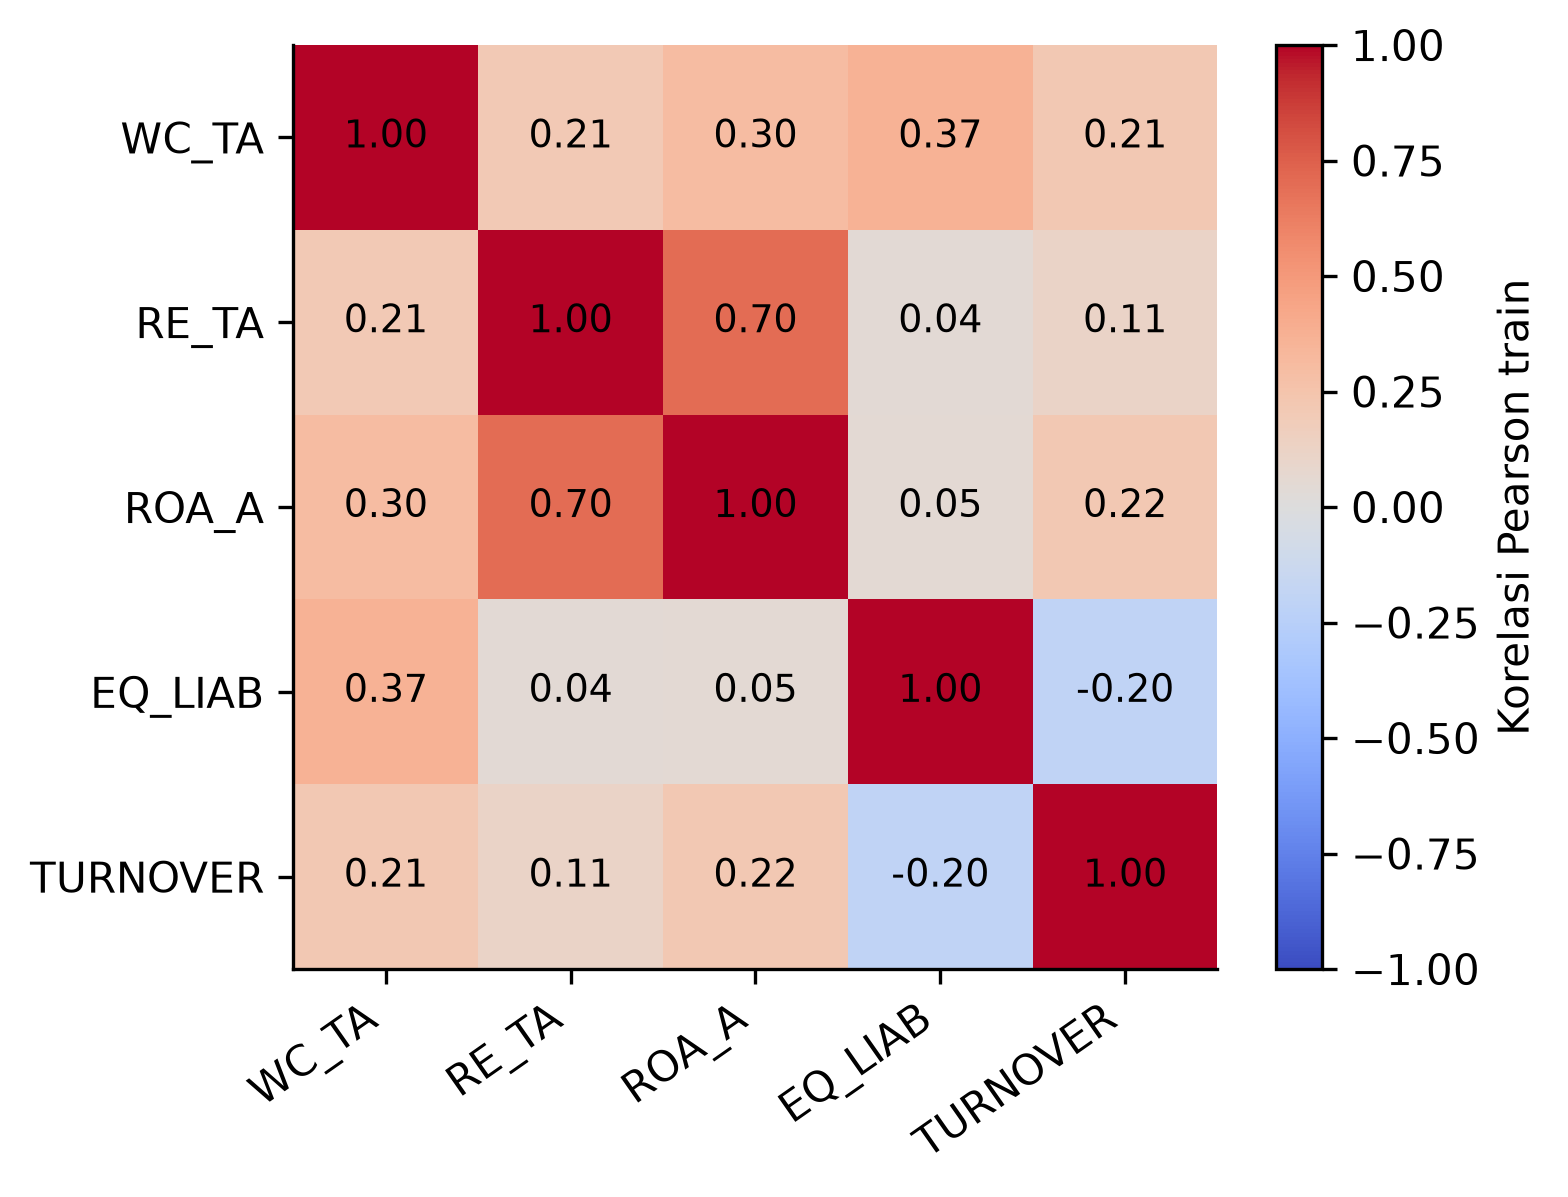 WC_TA 1.00 0.21 0.30 0.37 0.21
RE_TA 0.21 1.00 0.70 0.04 0.11
ROA_A 0.30 0.70 1.00 0.05 0.22
EQ_LIAB 0.37 0.04 0.05 1.00 -0.20
TURNOVER 0.21 0.11 0.22 -0.20 1.00
WC_TA RE_TA ROA_A EQ_LIAB TURNOVER
1.00
0.75
0.50
0.25
0.00
−0.25
−0.50
−0.75
−1.00
Korelasi Pearson train